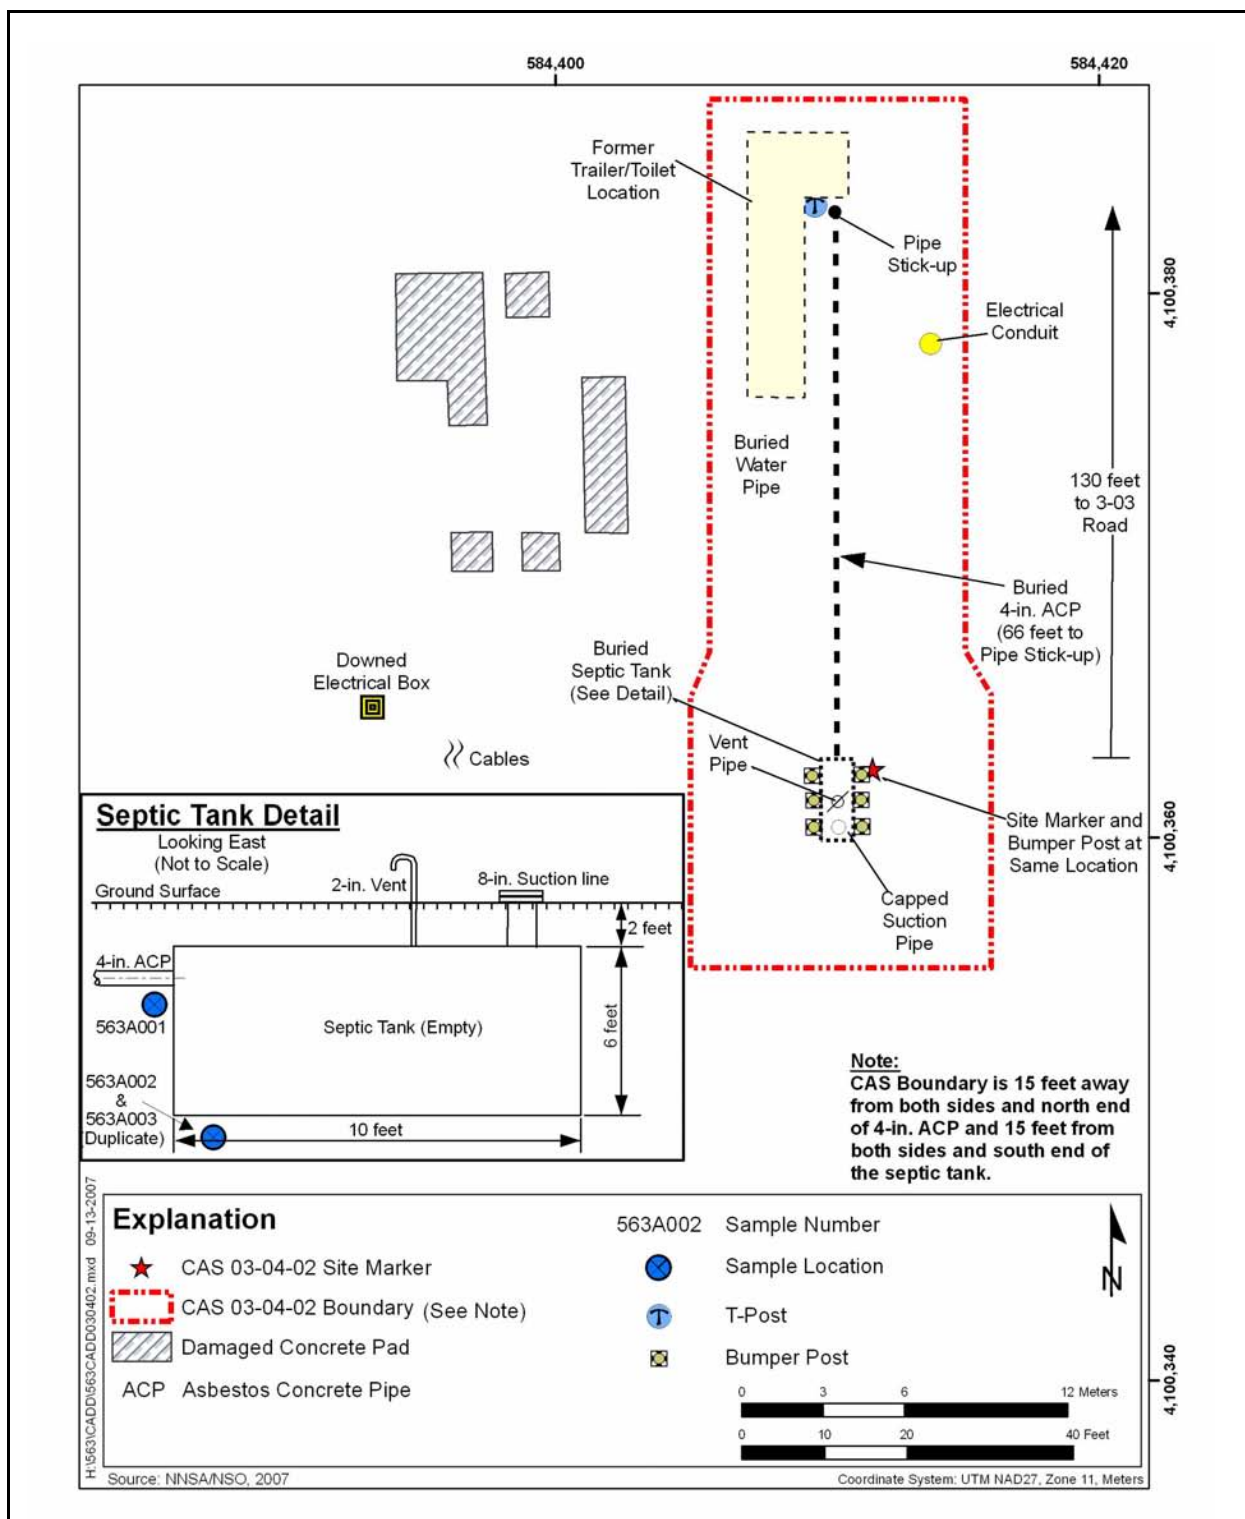 584,400
584,420
Former
Trailer/Toilet
Location
Pipe
Stick-up
4,100,380
Electrical
Conduit
Buried
Water
Pipe
130 feet
to 3-03
Road
Buried
4-in. ACP
(66 feet to
Pipe Stick-up)
Buried
Septic Tank
(See Detail)
Downed
Electrical Box
Vent
Pipe
Cables
Site Marker and
Bumper Post at
Same Location
4,100,360
Capped
Suction
Pipe
Septic Tank Detail
Looking East
(Not to Scale)
2-in. Vent
8-in. Suction line
Ground Surface
2 feet
4-in. ACP
563A001
Septic Tank (Empty)
6 feet
563A002
&
563A003
Duplicate)
10 feet
Note:
CAS Boundary is 15 feet away
from both sides and north end
of 4-in. ACP and 15 feet from
both sides and south end of
the septic tank.
H:\563\CADD\563CADD030402.mxd 09-13-2007
Explanation
CAS 03-04-02 Site Marker
CAS 03-04-02 Boundary (See Note)
Damaged Concrete Pad
ACP Asbestos Concrete Pipe
563A002 Sample Number
Sample Location
T-Post
Bumper Post
N
4,100,340
0 3 6 12 Meters
0 10 20 40 Feet
Source: NNSA/NSO, 2007
Coordinate System: UTM NAD27, Zone 11, Meters